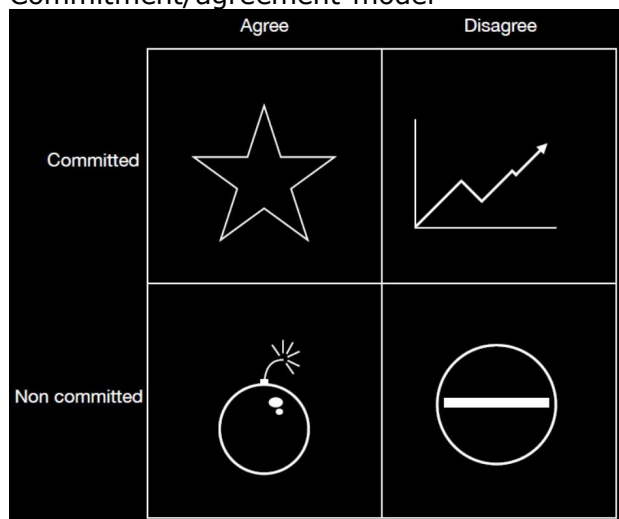 Commitment/agreement model
Agree
Disagree
Committed
Non committed